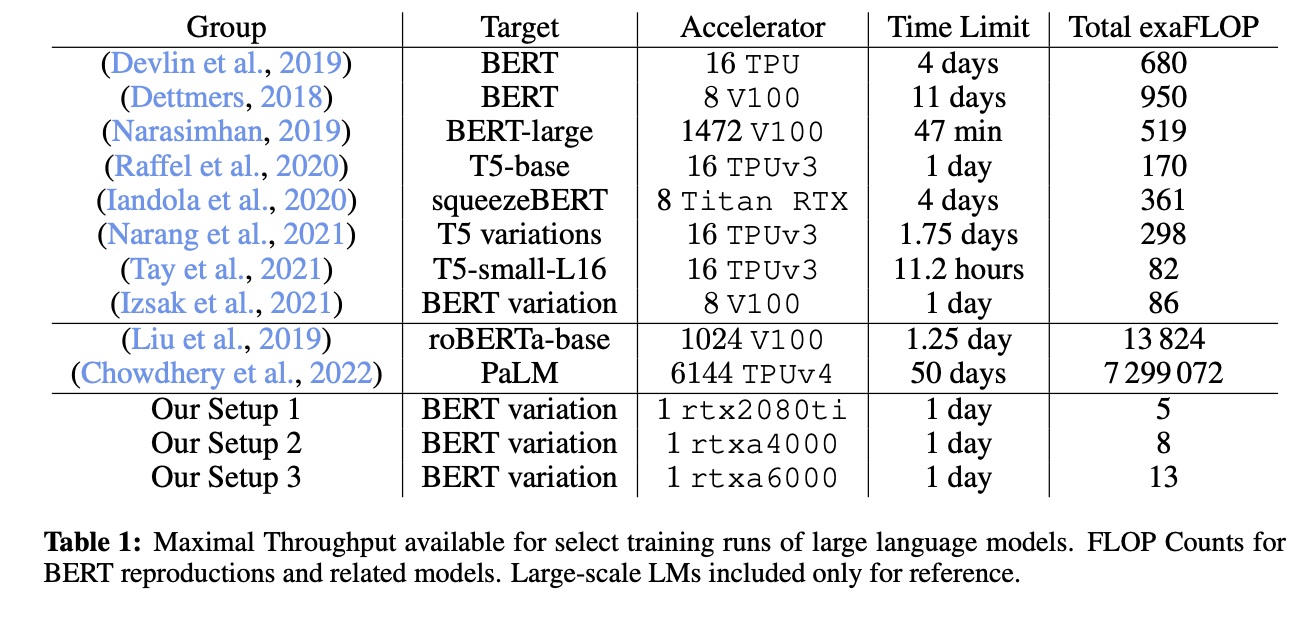 Group Target Accelerator Time Limit Total exaFLOP
(Devlin et al., 2019) BERT 16 TPU 4 days 680
(Dettmers, 2018) BERT 8 V100 11 days 950
(Narasimhan, 2019) BERT-large 1472 V100 47 min 519
(Raffel et al., 2020) T5-base 16 TPUv3 1 day 170
(Iandola et al., 2020) squeezeBERT 8 Titan RTX 4 days 361
(Narang et al., 2021) T5 variations 16 TPUv3 1.75 days 298
(Tay et al., 2021) T5-small-L16 16 TPUv3 11.2 hours 82
(Izsak et al., 2021) BERT variation 8 V100 1 day 86
(Liu et al., 2019) roBERTa-base 1024 V100 1.25 day 13 824
(Chowdhery et al., 2022) PaLM 6144 TPUv4 50 days 7 299 072
Our Setup 1 BERT variation 1 rtx2080ti 1 day 5
Our Setup 2 BERT variation 1 rtxa4000 1 day 8
Our Setup 3 BERT variation 1 rtxa6000 1 day 13
Table 1: Maximal Throughput available for select training runs of large language models. FLOP Counts for
BERT reproductions and related models. Large-scale LMs included only for reference.